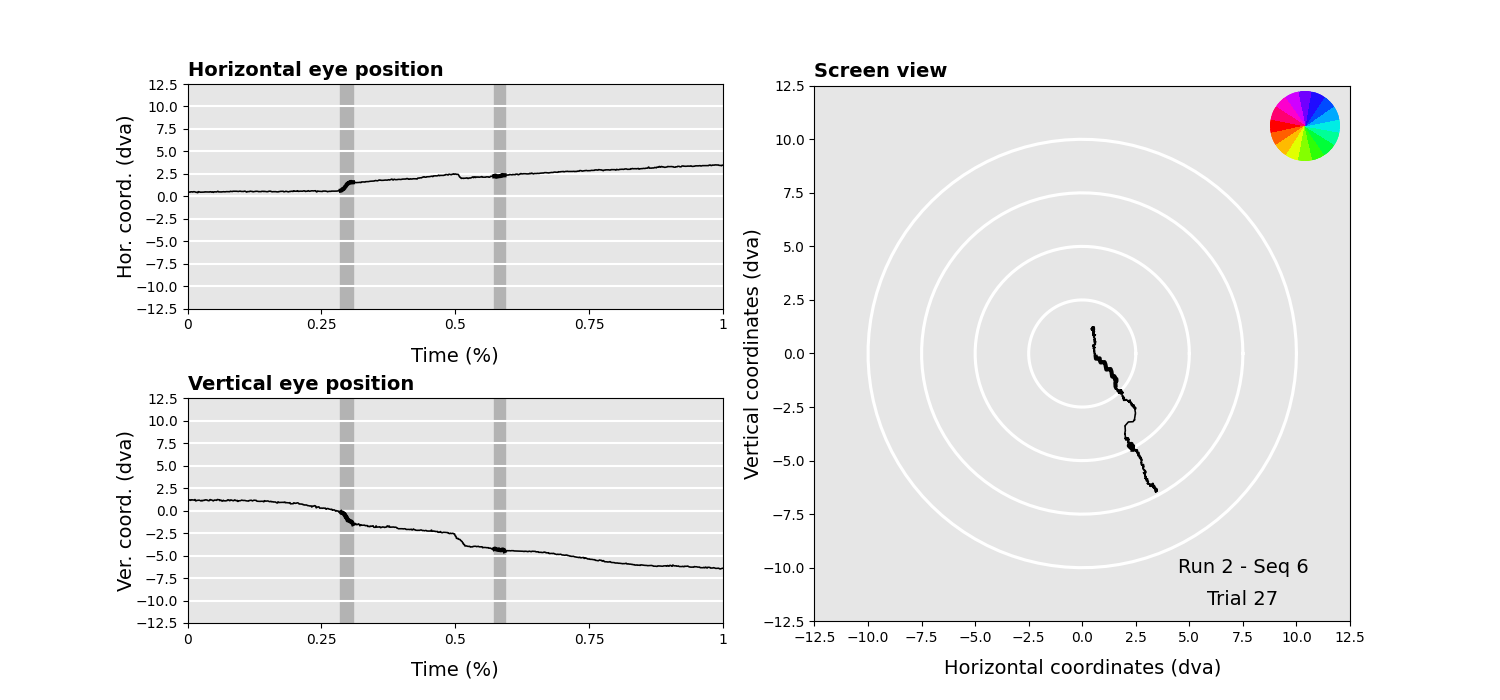 Horizontal eye position
12.5
10.0
7.5
5.0
2.5
0.0
−2.5
−5.0
−7.5
−10.0
−12.5
Hor. coord. (dva)
0 0.25 0.5 0.75 1
Time (%)
Vertical eye position
12.5
10.0
7.5
5.0
2.5
0.0
−2.5
−5.0
−7.5
−10.0
−12.5
Ver. coord. (dva)
0 0.25 0.5 0.75 1
Time (%)
Screen view
12.5
10.0
7.5
5.0
2.5
0.0
−2.5
−5.0
−7.5
−10.0
−12.5
Vertical coordinates (dva)
Run 2 - Seq 6
Trial 27
−12.5 −10.0 −7.5 −5.0 −2.5 0.0 2.5 5.0 7.5 10.0 12.5
Horizontal coordinates (dva)